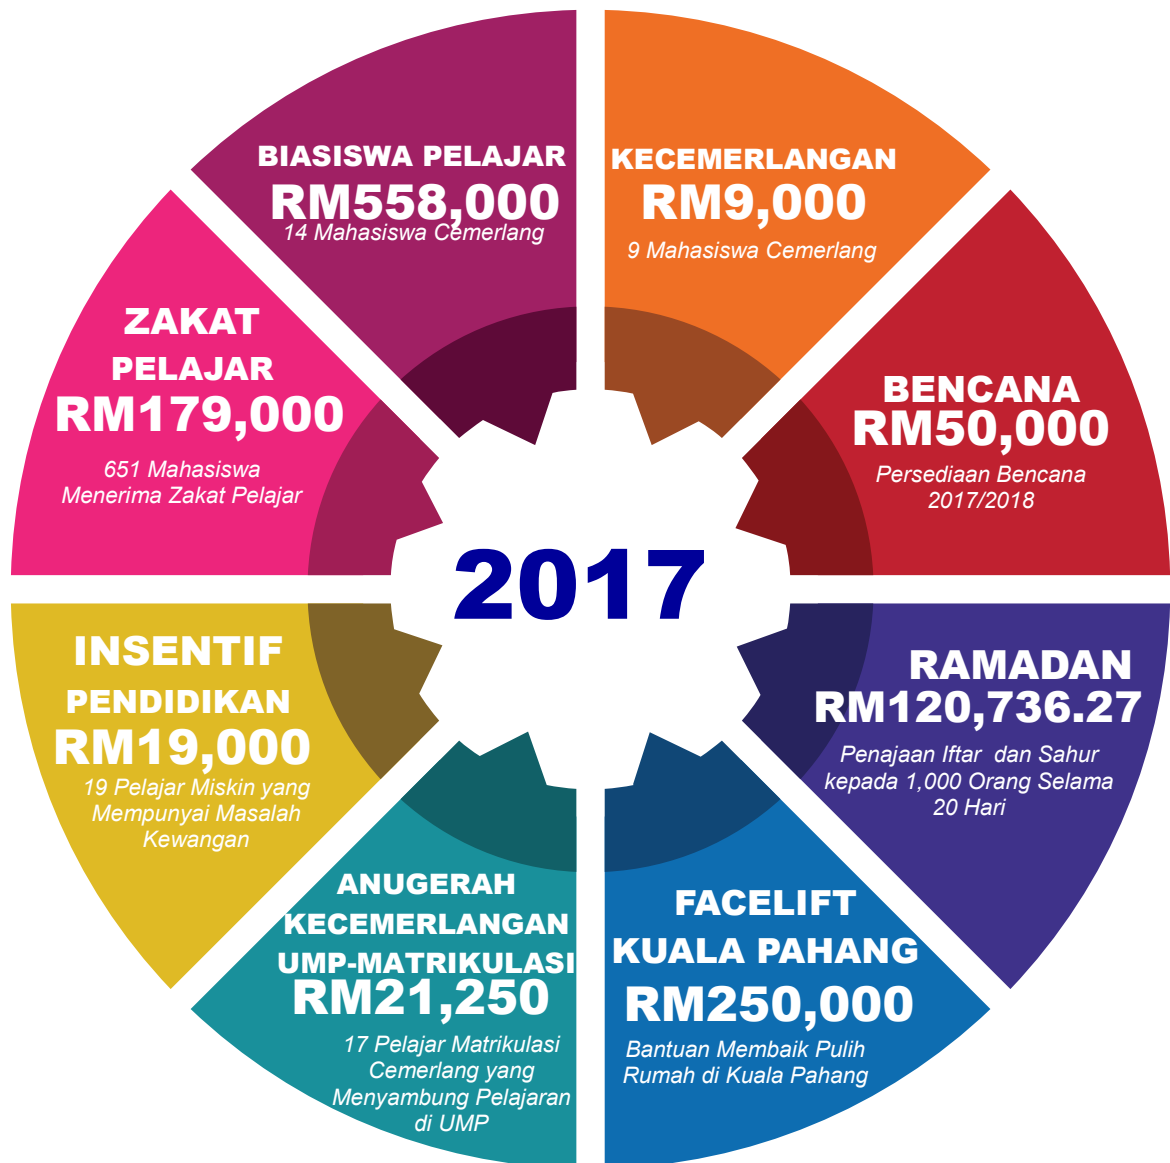 BIASISWA PELAJAR
RM558,000
14 Mahasiswa Cemerlang
KECEMERLANGAN
RM9,000
9 Mahasiswa Cemerlang
BENCANA
RM50,000
Persediaan Bencana
2017/2018
RAMADAN
RM120,736.27
Penajaan Iftar dan Sahur
kepada 1,000 Orang Selama
20 Hari
FACELIFT
KUALA PAHANG
RM250,000
Bantuan Membaik Pulih
Rumah di Kuala Pahang
ANUGERAH
KECEMERLANGAN
UMP-MATRIKULASI
RM21,250
17 Pelajar Matrikulasi
Cemerlang yang
Menyambung Pelajaran
di UMP
INSENTIF
PENDIDIKAN
RM19,000
19 Pelajar Miskin yang
Mempunyai Masalah
Kewangan
ZAKAT
PELAJAR
RM179,000
651 Mahasiswa
Menerima Zakat Pelajar
2017